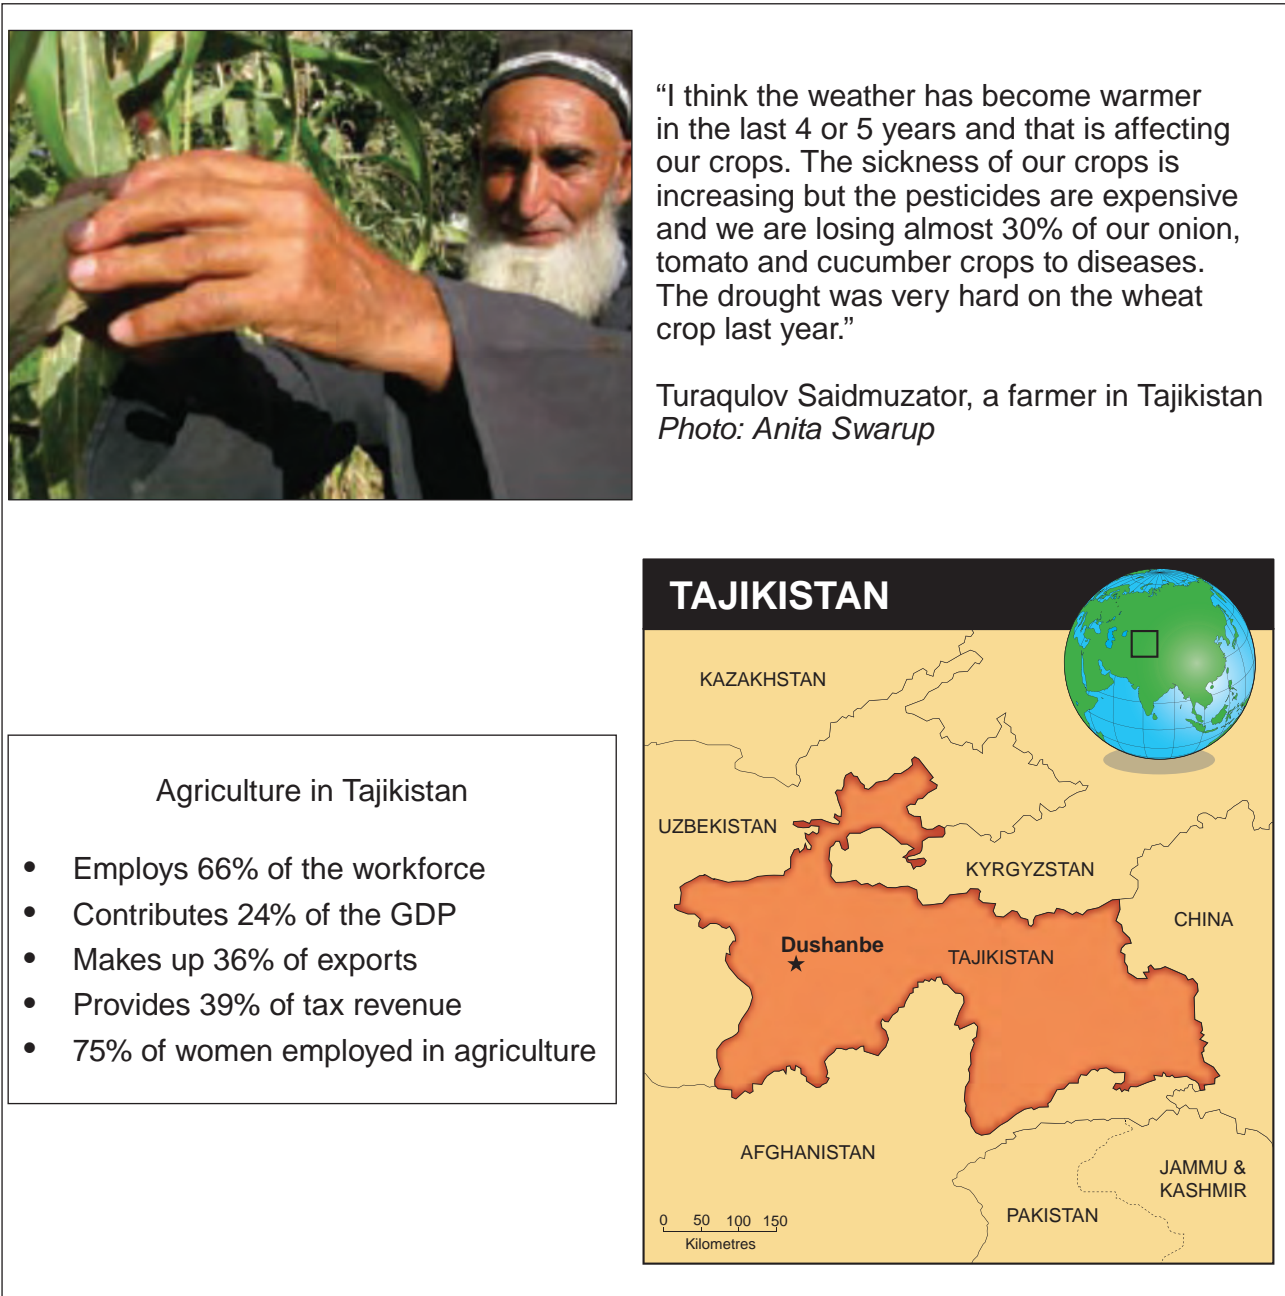 “I think the weather has become warmer
in the last 4 or 5 years and that is affecting
our crops. The sickness of our crops is
increasing but the pesticides are expensive
and we are losing almost 30% of our onion,
tomato and cucumber crops to diseases.
The drought was very hard on the wheat
crop last year.”
Turaqulov Saidmuzator, a farmer in Tajikistan
Photo: Anita Swarup
Agriculture in Tajikistan
• Employs 66% of the workforce
• Contributes 24% of the GDP
• Makes up 36% of exports
• Provides 39% of tax revenue
• 75% of women employed in agriculture
TAJIKISTAN
KAZAKHSTAN
UZBEKISTAN
KYRGYZSTAN
CHINA
Dushanbe
TAJIKISTAN
AFGHANISTAN
JAMMU &
KASHMIR
PAKISTAN
0 50 100 150
Kilometres